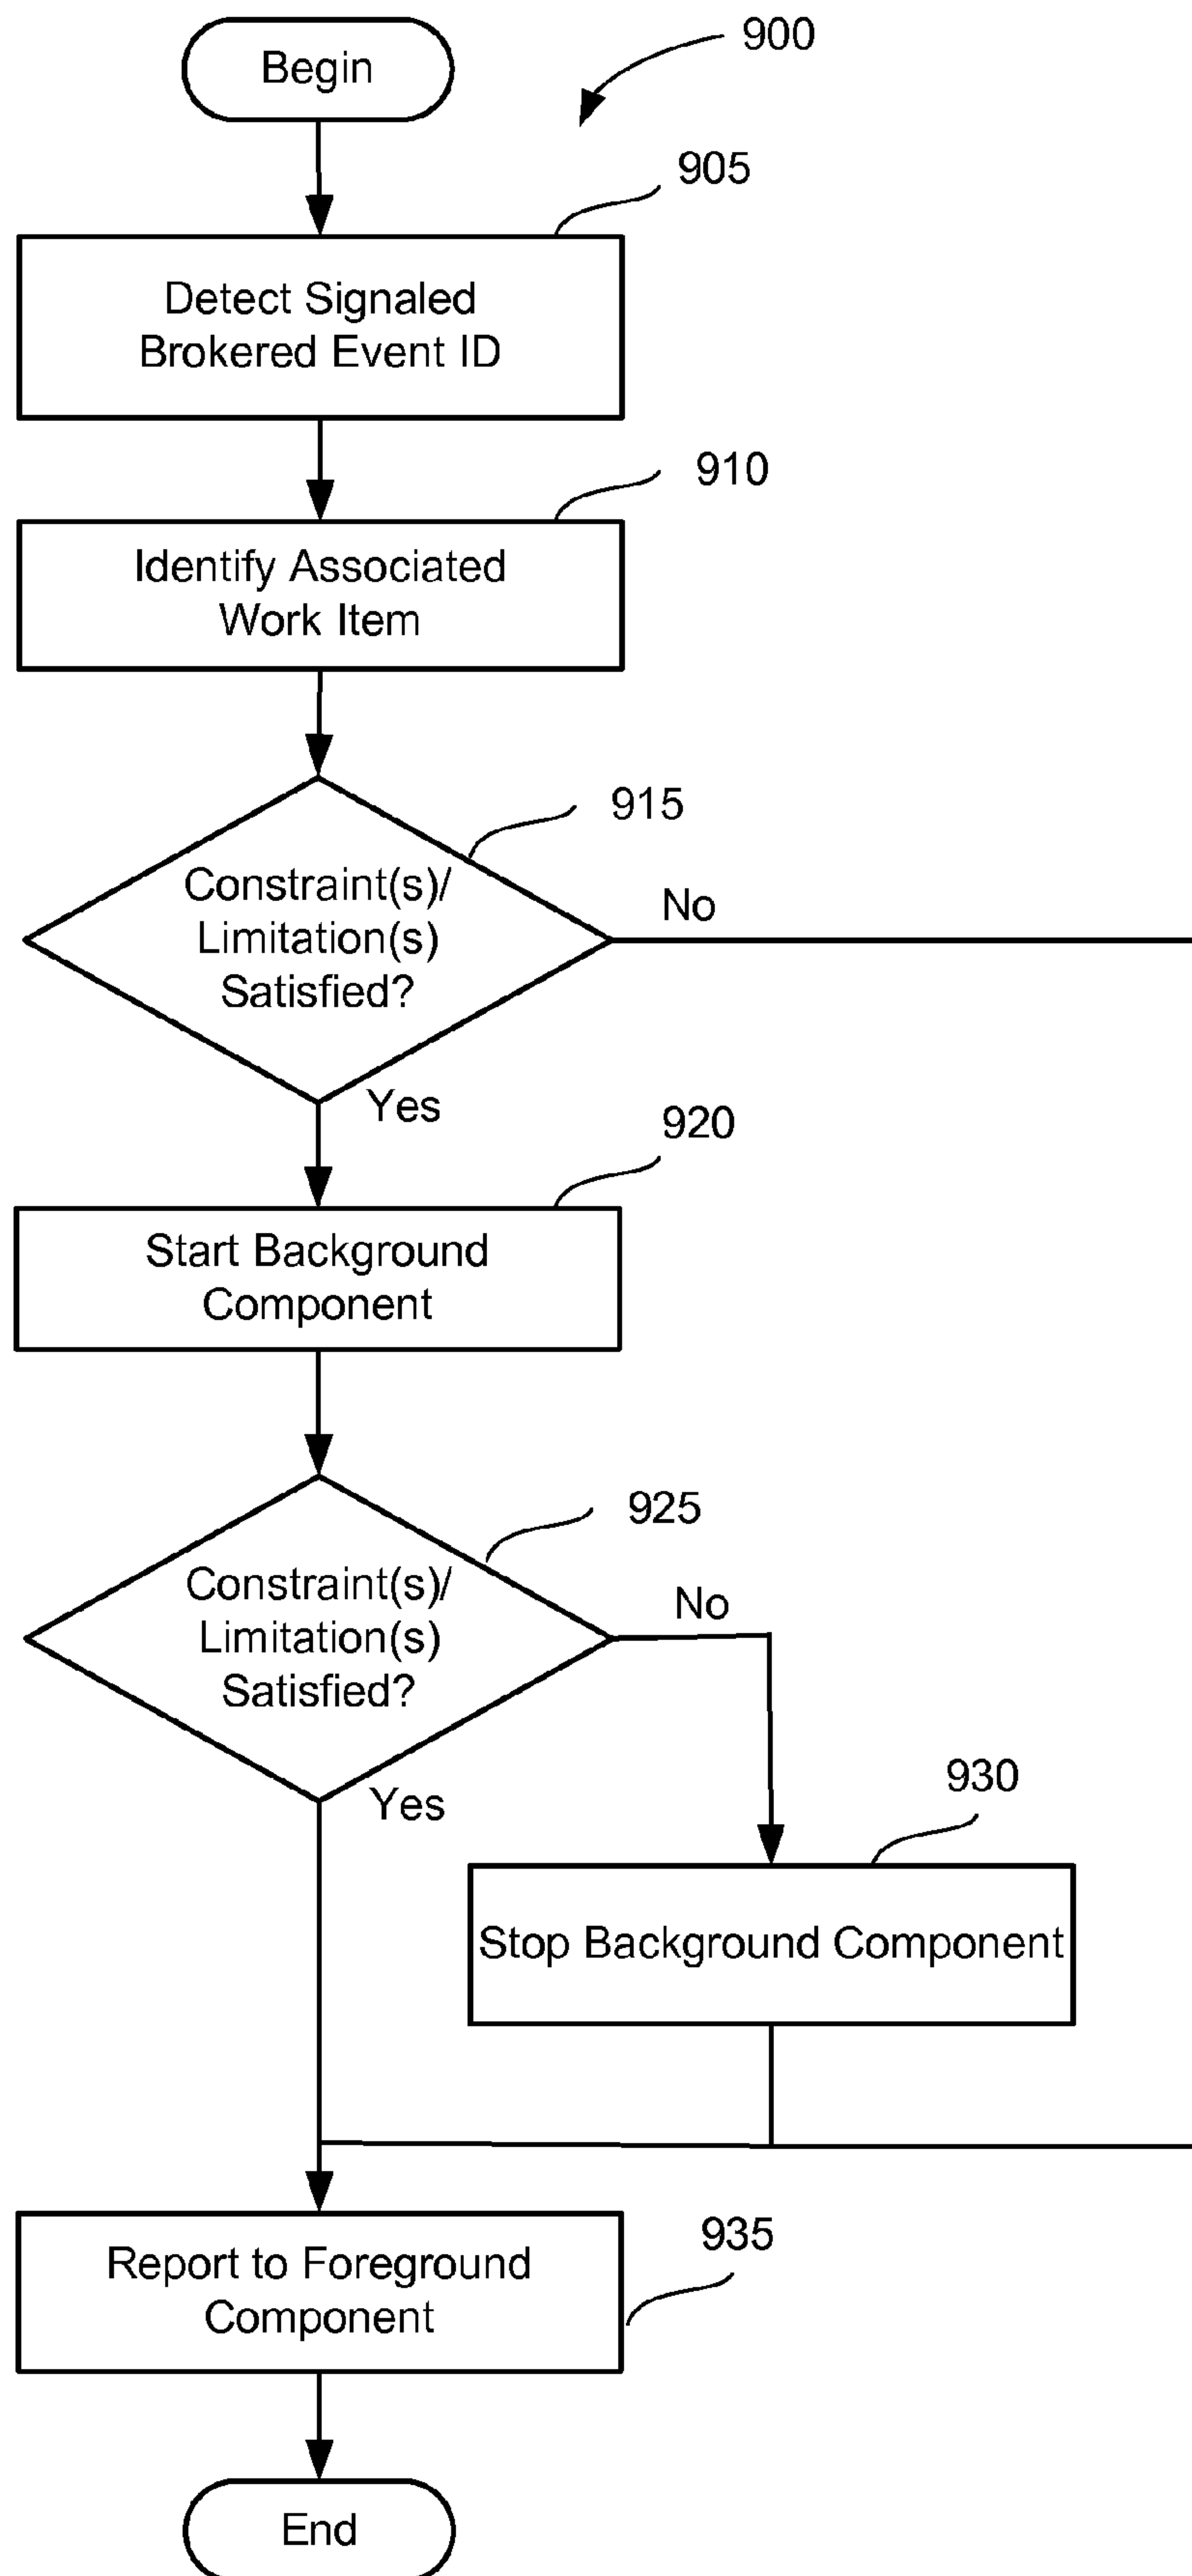 Begin
900
905
Detect Signaled
Brokered Event ID
910
Identify Associated
Work Item
915
Constraint(s)/
Limitation(s)
Satisfied?
No
Yes
920
Start Background
Component
925
Constraint(s)/
Limitation(s)
Satisfied?
No
Yes
930
Stop Background Component
935
Report to Foreground
Component
End